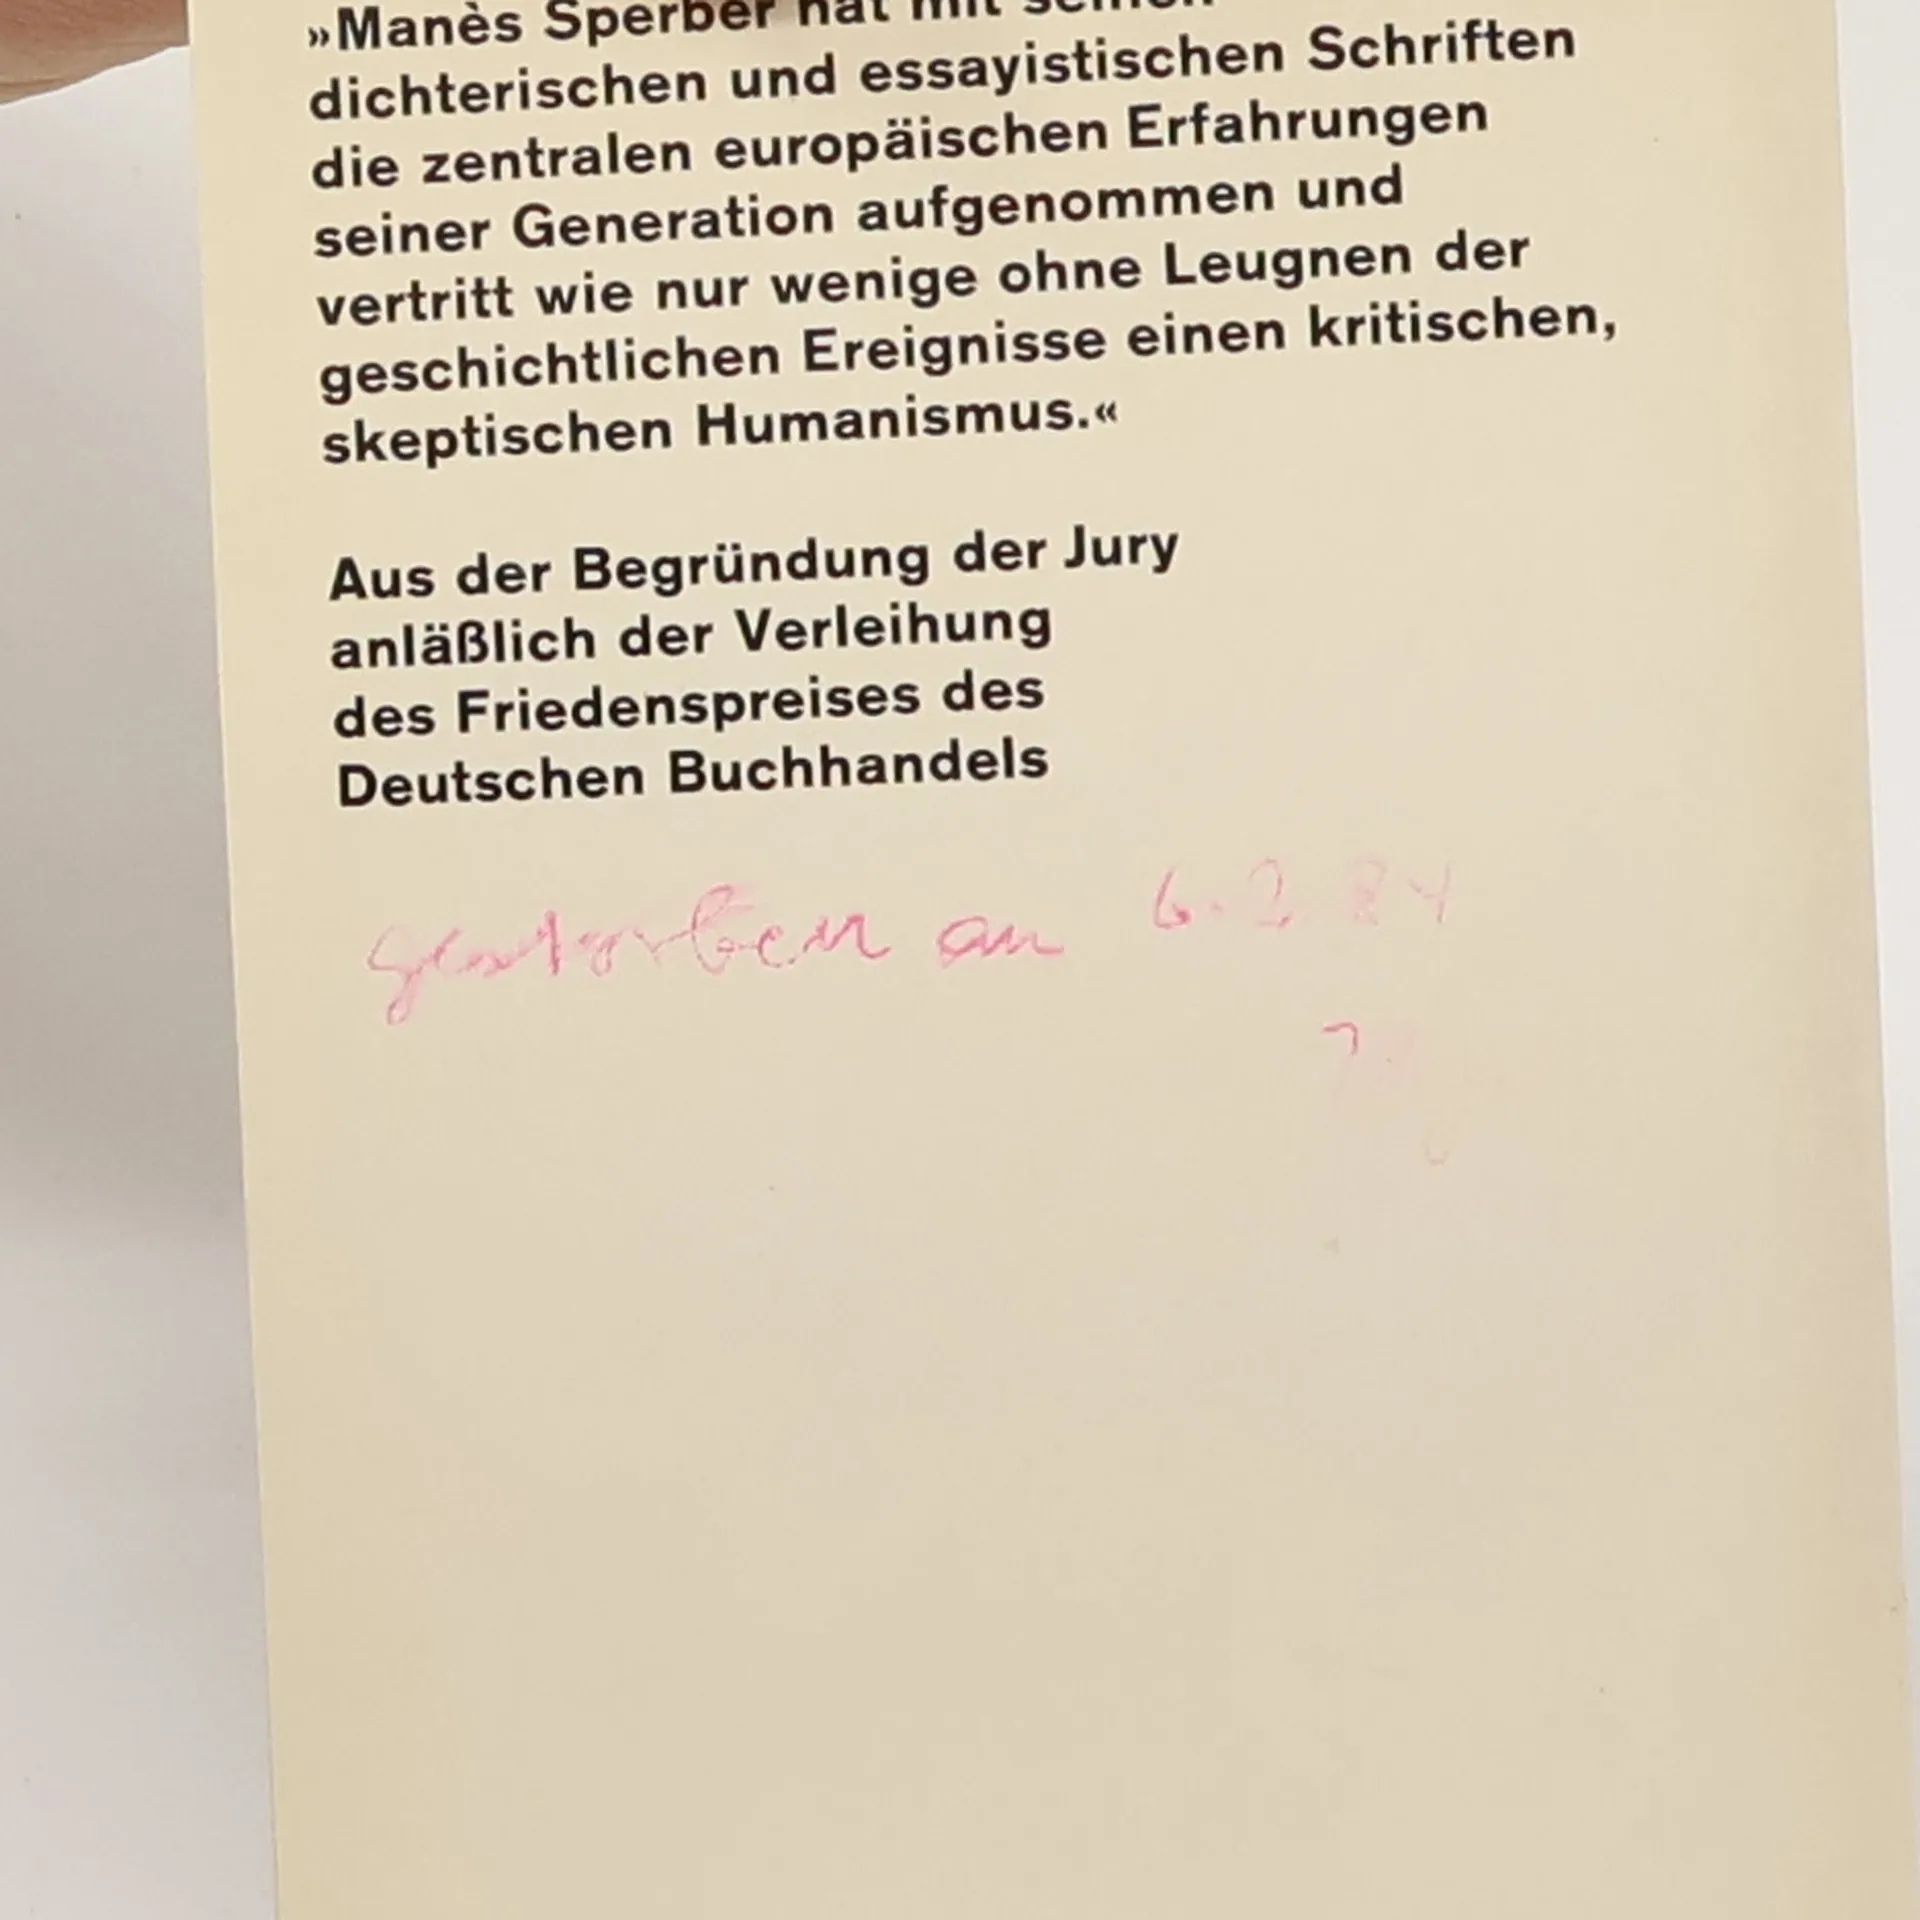 »Manès Sperber hat mit seinen
dichterischen und essayistischen Schriften
die zentralen europäischen Erfahrungen
seiner Generation aufgenommen und
vertritt wie nur wenige ohne Leugnen der
geschichtlichen Ereignisse einen kritischen,
skeptischen Humanismus.«
Aus der Begründung der Jury
anläßlich der Verleihung
des Friedenspreises des
Deutschen Buchhandels
gestorben am 6.2.84